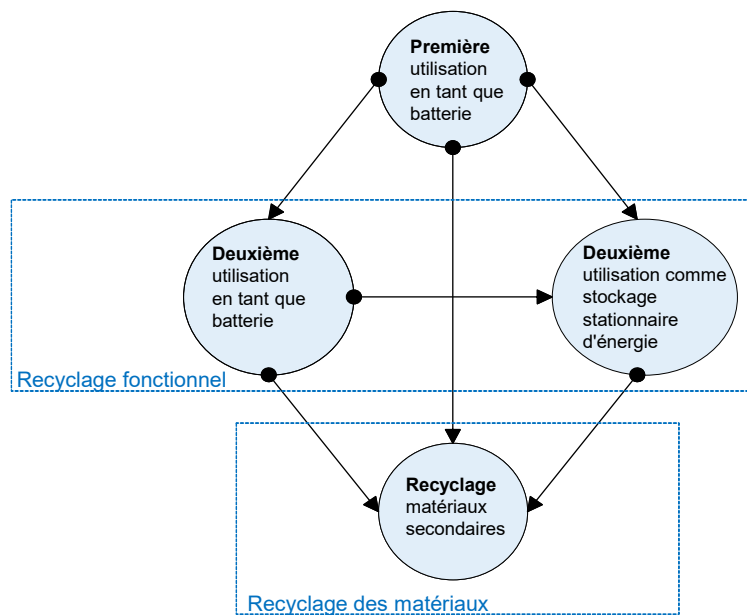 Première
utilisation
en tant que
batterie
Deuxième
utilisation
en tant que
batterie
Deuxième
utilisation comme
stockage
stationnaire
d'énergie
Recyclage fonctionnel
Recyclage
matériaux
secondaires
Recyclage des matériaux